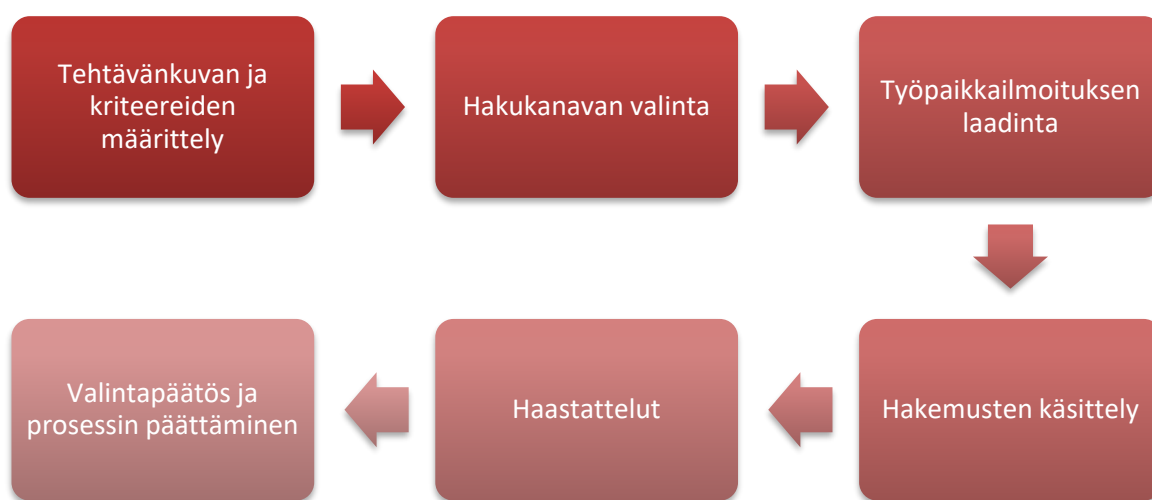 Tehtävänkuvan ja
kriteereiden
määrittely
Hakukanavan valinta
Työpaikkailmoituksen
laadinta
Hakemusten käsittely
Haastattelut
Valintapäätös ja
prosessin päättäminen